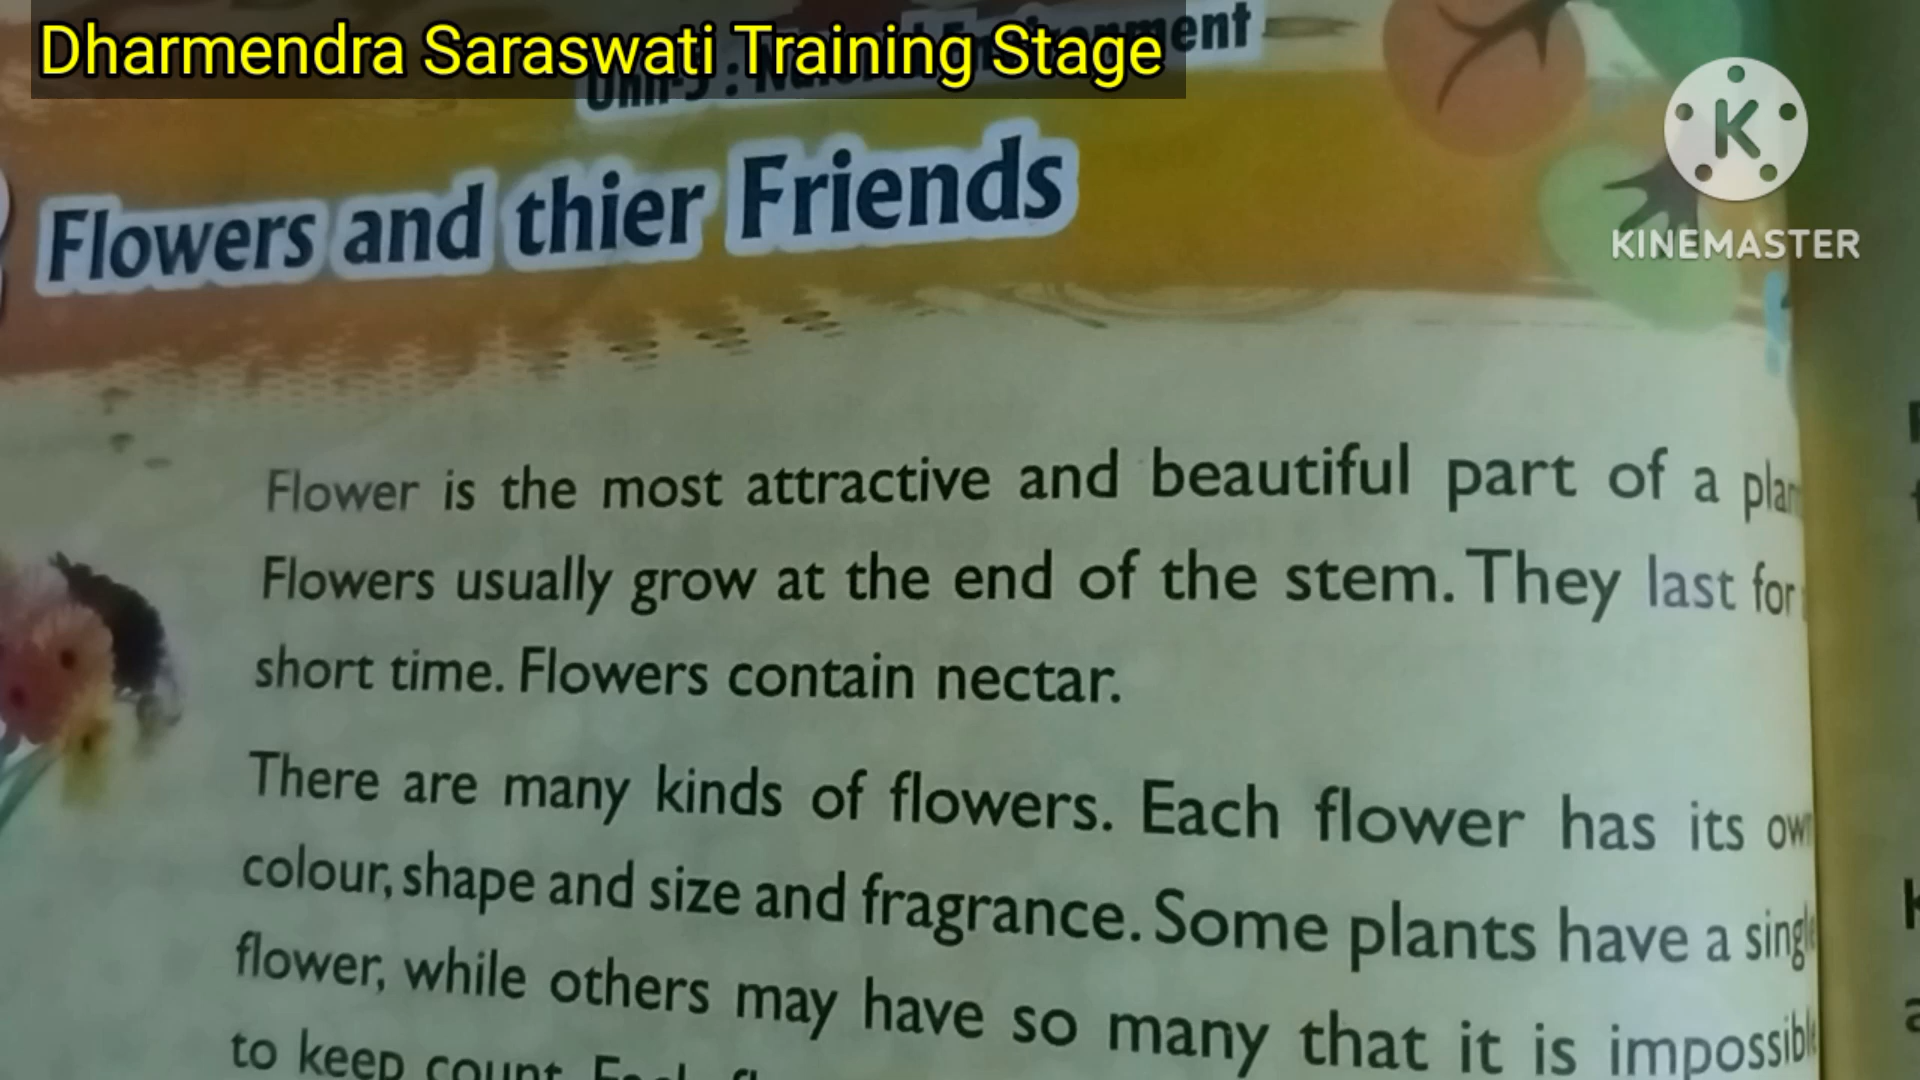 Dharmendra Saraswati Training Stage
K
KINEMASTER
Flowers and thier Friends
Flower is the most attractive and beautiful part of a
Flowers usually grow at the end of the stem. They last for
short time. Flowers contain nectar.
There are many kinds of flowers. Each flower has its
colour, shape and size and fragrance. Some plants have a
flower, while others may have so many that it is
to keep count.